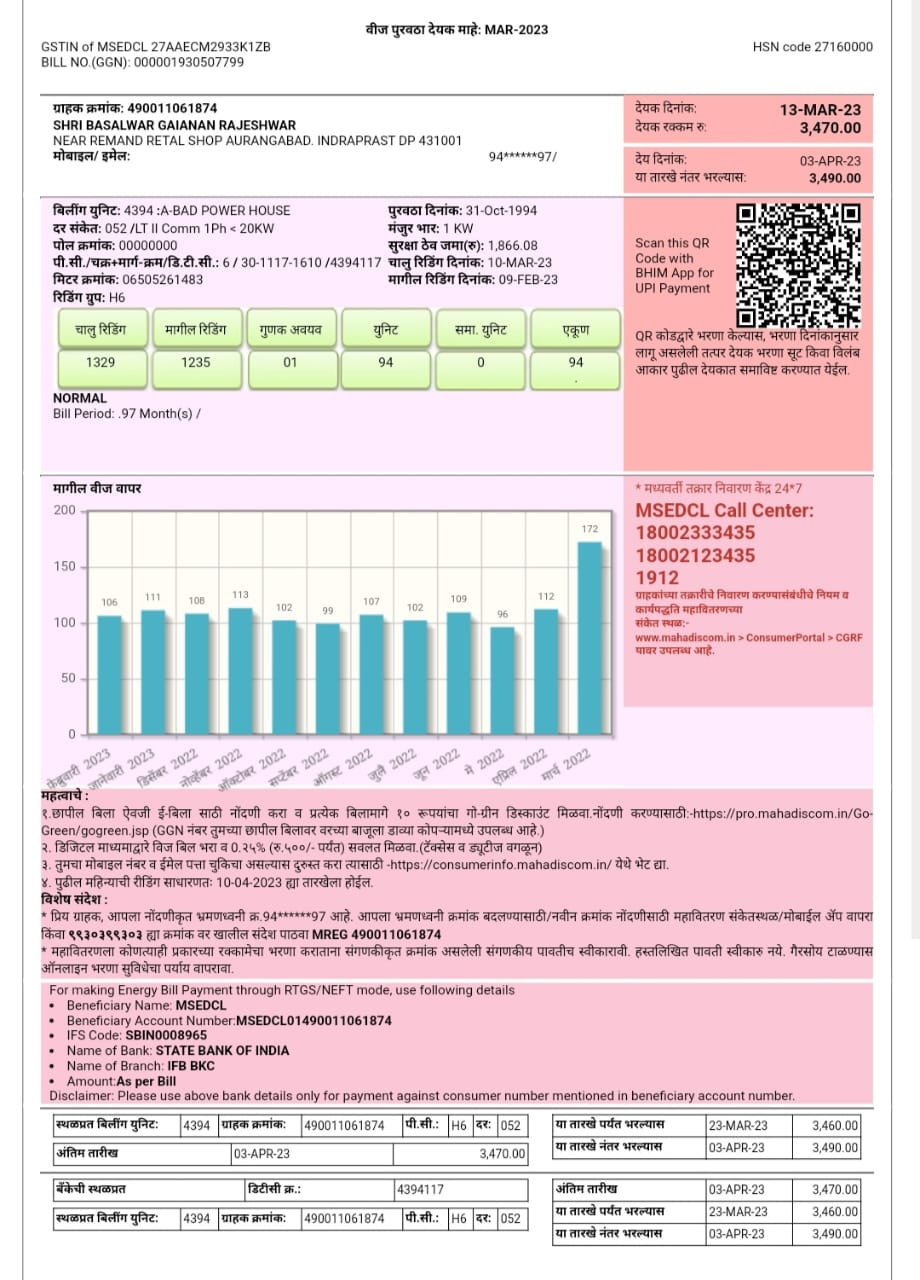 वीज पुरवठा देयक माहे: MAR-2023
GSTIN of MSEDCL 27AAECM2933K1ZB
HSN code 27160000
BILL NO.(GGN): 000001930507799
ग्राहक क्रमांक: 490011061874
SHRI BASALWAR GAIANAN RAJESHWAR
NEAR REMAND RETAL SHOP AURANGABAD. INDRAPRAST DP 431001
मोबाइल/ इमेल: 94******97/
देयक दिनांक: 13-MAR-23
देयक रक्कम रु: 3,470.00
देय दिनांक: 03-APR-23
या तारखे नंतर भरल्यास: 3,490.00
बिलींग युनिट: 4394 :A-BAD POWER HOUSE
दर संकेत: 052 /LT II Comm 1Ph < 20KW
पोल क्रमांक: 00000000
पी.सी./चक्र+मार्ग-क्रम/डि.टी.सी.: 6 / 30-1117-1610 /4394117
मिटर क्रमांक: 06505261483
रिडिंग ग्रुप: H6
पुरवठा दिनांक: 31-Oct-1994
मंजुर भार: 1 KW
सुरक्षा ठेव जमा(रु): 1,866.08
चालु रिडिंग दिनांक: 10-MAR-23
मागील रिडिंग दिनांक: 09-FEB-23
चालु रिडिंग मागील रिडिंग गुणक अवयव युनिट समा. युनिट एकूण
1329 1235 01 94 0 94
.
NORMAL
Bill Period: .97 Month(s) /
Scan this QR
Code with
BHIM App for
UPI Payment
QR कोडद्वारे भरणा केल्यास, भरणा दिनांकानुसार
लागू असलेली तत्पर देयक भरणा सूट किंवा विलंब
आकार पुढील देयकात समाविष्ट करण्यात येईल.
मागील वीज वापर
200
150
100
50
0
106 111 108 113 102 99 107 102 109 96 112 172
फेब्रुवारी 2023 जानेवारी 2023 डिसेंबर 2022 नोव्हेंबर 2022 ऑक्टोबर 2022 सप्टेंबर 2022 ऑगस्ट 2022 जुलै 2022 जून 2022 मे 2022 एप्रिल 2022 मार्च 2022
* मध्यवर्ती तक्रार निवारण केंद्र 24*7
MSEDCL Call Center:
18002333435
18002123435
1912
ग्राहकांच्या तक्रारींचे निवारण करण्यासंबंधीचे नियम व
कार्यपद्धति महावितरणच्या
संकेत स्थळ:-
www.mahadiscom.in > ConsumerPortal > CGRF
यावर उपलब्ध आहे.
महत्वाचे :
१.छापील बिला ऐवजी ई-बिला साठी नोंदणी करा व प्रत्येक बिलामागे १० रूपयांचा गो-ग्रीन डिस्काउंट मिळवा.नोंदणी करण्यासाठी:-https://pro.mahadiscom.in/Go-
Green/gogreen.jsp (GGN नंबर तुमच्या छापील बिलावर वरच्या बाजूला डाव्या कोपऱ्यामध्ये उपलब्ध आहे.)
२. डिजिटल माध्यमाद्वारे विज बिल भरा व 0.२५% (रु.५००/- पर्यंत) सवलत मिळवा.(टॅक्सेस व ड्यूटीज वगळून)
३. तुमचा मोबाइल नंबर व ईमेल पत्ता चुकिचा असल्यास दुरुस्त करा त्यासाठी -https://consumerinfo.mahadiscom.in/ येथे भेट द्या.
४. पुढील महिन्याची रीडिंग साधारणतः 10-04-2023 ह्या तारखेला होईल.
विशेष संदेश :
* प्रिय ग्राहक, आपला नोंदणीकृत भ्रमणध्वनी क्र.94******97 आहे. आपला भ्रमणध्वनी क्रमांक बदलण्यासाठी/नवीन क्रमांक नोंदणीसाठी महावितरण संकेतस्थळ/मोबाईल ॲप वापरा
किंवा ९९३०३९९३०३ ह्या क्रमांक वर खालील संदेश पाठवा MREG 490011061874
* महावितरणला कोणत्याही प्रकारच्या रक्कमेचा भरणा कराताना संगणकीकृत क्रमांक असलेली संगणकीय पावतीच स्वीकारावी. हस्तलिखित पावती स्वीकारु नये. गैरसोय टाळण्यास
ऑनलाइन भरणा सुविधेचा पर्याय वापरावा.
For making Energy Bill Payment through RTGS/NEFT mode, use following details
• Beneficiary Name: MSEDCL
• Beneficiary Account Number:MSEDCL01490011061874
• IFS Code: SBIN0008965
• Name of Bank: STATE BANK OF INDIA
• Name of Branch: IFB BKC
• Amount:As per Bill
Disclaimer: Please use above bank details only for payment against consumer number mentioned in beneficiary account number.
स्थळप्रत बिलींग युनिट: 4394 ग्राहक क्रमांक: 490011061874 पी.सी.: H6 दर: 052
अंतिम तारीख 03-APR-23 3,470.00
या तारखे पर्यंत भरल्यास 23-MAR-23 3,460.00
या तारखे नंतर भरल्यास 03-APR-23 3,490.00
बँकेची स्थळप्रत डिटीसी क्र.: 4394117
स्थळप्रत बिलींग युनिट: 4394 ग्राहक क्रमांक: 490011061874 पी.सी.: H6 दर: 052
अंतिम तारीख 03-APR-23 3,470.00
या तारखे पर्यंत भरल्यास 23-MAR-23 3,460.00
या तारखे नंतर भरल्यास 03-APR-23 3,490.00